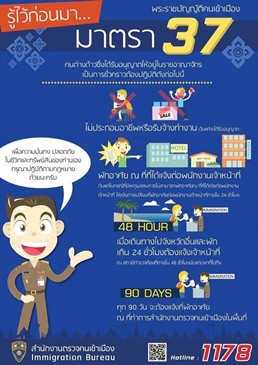 รู้ไว้ก่อนมา...
พระราชบัญญัติคนเข้าเมือง
มาตรา 37
คนต่างด้าวซึ่งได้รับอนุญาตให้อยู่ในราชอาณาจักร
เป็นการชั่วคราวต้องปฏิบัติดังต่อไปนี้
SALE
ไม่ประกอบอาชีพหรือรับจ้างทำงาน เว้นแต่จะได้รับอนุญาต
HOTEL
IMMIGRATION
พักอาศัย ณ ที่ที่ได้แจ้งต่อพนักงานเจ้าหน้าที่
เพื่อความมั่นคง ปลอดภัย
ในชีวิตและทรัพย์สินของท่านเอง
กรุณาปฏิบัติตามกฎหมาย
ด้วยนะครับ
48 HOUR
IMMIGRATION
เมื่อเดินทางไปจังหวัดอื่นและพัก
เกิน 24 ชั่วโมงต้องแจ้งเจ้าหน้าที่
90 DAYS
IMMIGRATION
ทุก 90 วัน จะต้องแจ้งที่พักอาศัย
ณ ที่ทำการสำนักงานตรวจคนเข้าเมืองในพื้นที่
สำนักงานตรวจคนเข้าเมือง
Immigration Bureau
Hotline : 1178